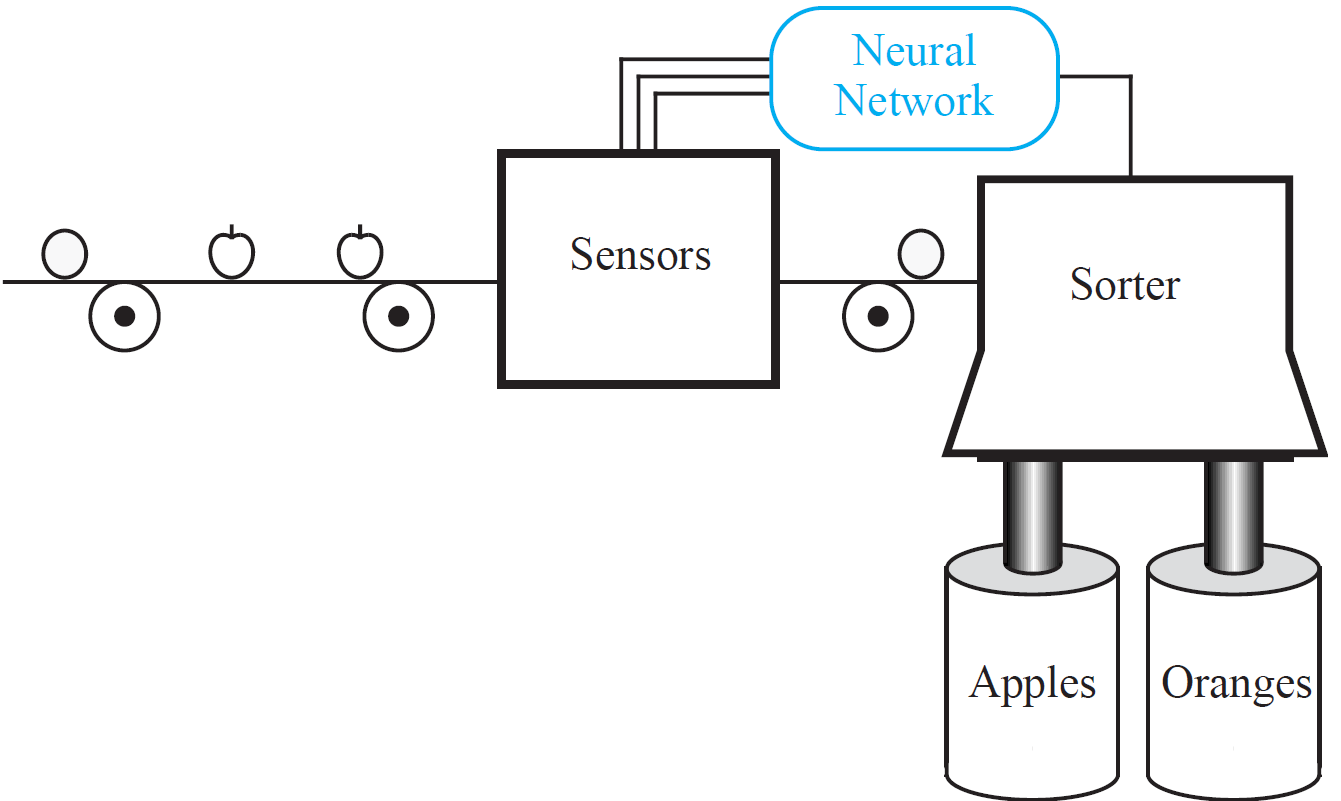 Neural
Network
Sensors
Sorter
Apples
Oranges